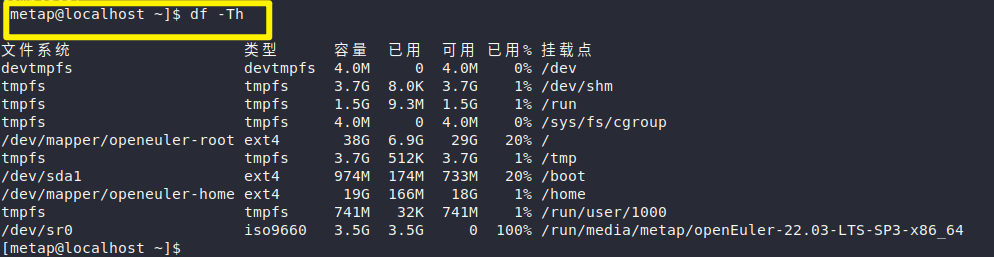 metap@localhost ~]$ df -Th
文件系统 类型 容量 已用 可用 已用% 挂载点
devtmpfs devtmpfs 4.0M 0 4.0M 0% /dev
tmpfs tmpfs 3.7G 8.0K 3.7G 1% /dev/shm
tmpfs tmpfs 1.5G 9.3M 1.5G 1% /run
tmpfs tmpfs 4.0M 0 4.0M 0% /sys/fs/cgroup
/dev/mapper/openeuler-root ext4 38G 6.9G 29G 20% /
tmpfs tmpfs 3.7G 512K 3.7G 1% /tmp
/dev/sda1 ext4 974M 174M 733M 20% /boot
/dev/mapper/openeuler-home ext4 19G 166M 18G 1% /home
tmpfs tmpfs 741M 32K 741M 1% /run/user/1000
/dev/sr0 iso9660 3.5G 3.5G 0 100% /run/media/metap/openEuler-22.03-LTS-SP3-x86_64
[metap@localhost ~]$